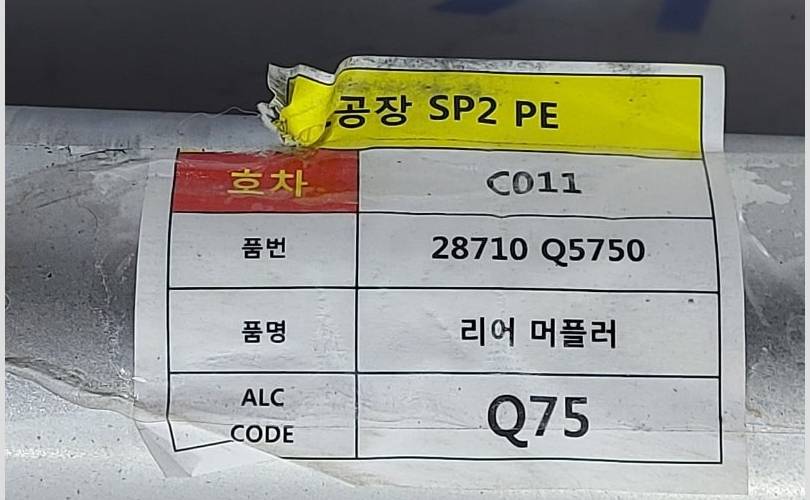 공장 SP2 PE
호차 C011
품번 28710 Q5750
품명 리어 머플러
ALC CODE Q75